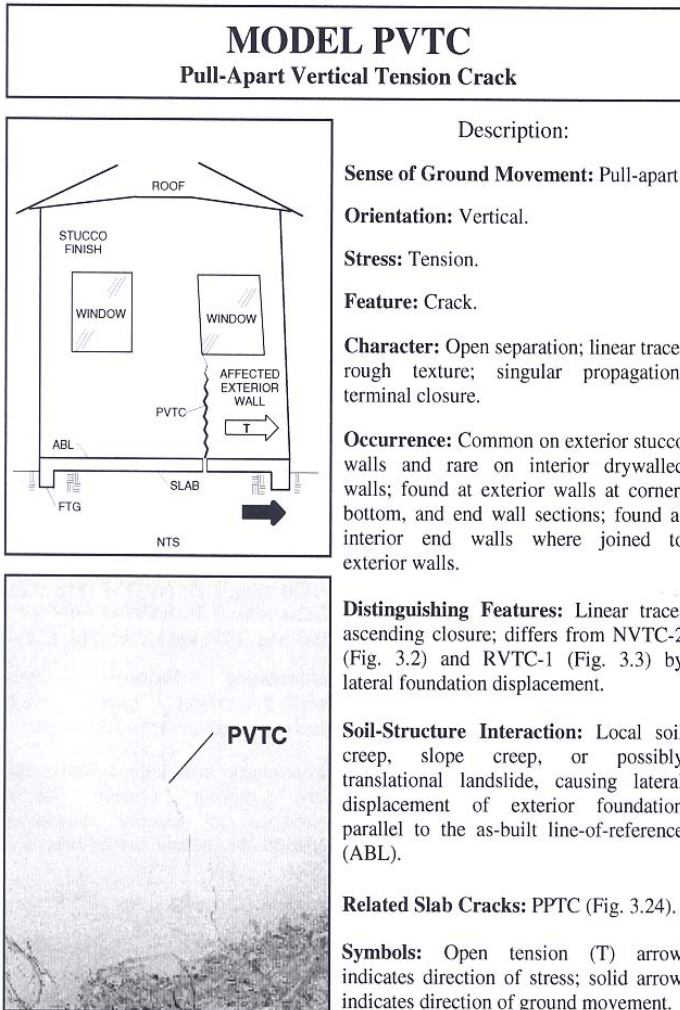 MODEL PVTC
Pull-Apart Vertical Tension Crack
ROOF
STUCCO
FINISH
WINDOW
WINDOW
AFFECTED
EXTERIOR
WALL
PVTC
T
ABL
SLAB
FTG
NTS
PVTC
Description:
Sense of Ground Movement: Pull-apart
Orientation: Vertical.
Stress: Tension.
Feature: Crack.
Character: Open separation; linear trace
rough texture; singular propagation
terminal closure.
Occurrence: Common on exterior stucco
walls and rare on interior drywalled
walls; found at exterior walls at corner
bottom, and end wall sections; found a
interior end walls where joined to
exterior walls.
Distinguishing Features: Linear trace
ascending closure; differs from NVTC-2
(Fig. 3.2) and RVTC-1 (Fig. 3.3) by
lateral foundation displacement.
Soil-Structure Interaction: Local soil
creep, slope creep, or possibly
translational landslide, causing lateral
displacement of exterior foundation
parallel to the as-built line-of-reference
(ABL).
Related Slab Cracks: PPTC (Fig. 3.24).
Symbols: Open tension (T) arrow
indicates direction of stress; solid arrow
indicates direction of ground movement.